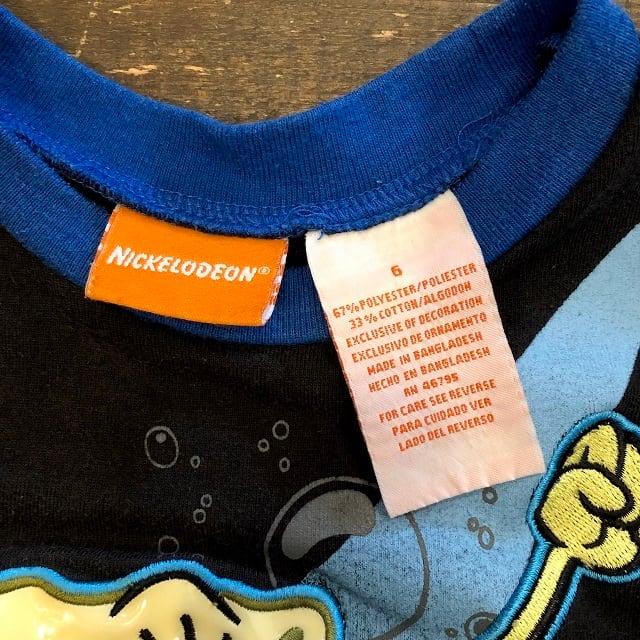 NICKELODEON®
6
67% POLYESTER/POLIESTER
33% COTTON/ALGODON
EXCLUSIVE OF DECORATION
EXCLUSIVO DE ORNAMENTO
MADE IN BANGLADESH
HECHO EN BANGLADESH
RN 46795
FOR CARE SEE REVERSE
PARA CUIDADO VER
LADO DEL REVERSO